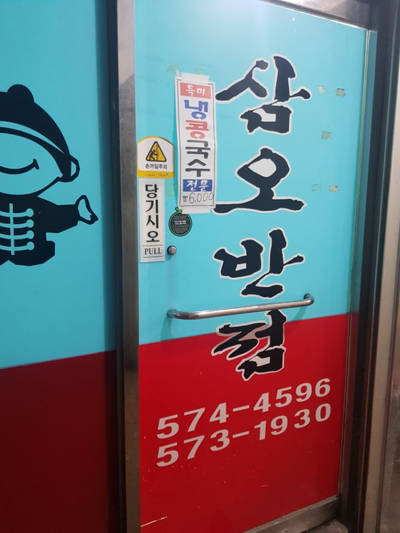 삼오반점
특미
냉콩국수
전문
₩6,000
손끼임주의
당기시오
PULL
574-4596
573-1930